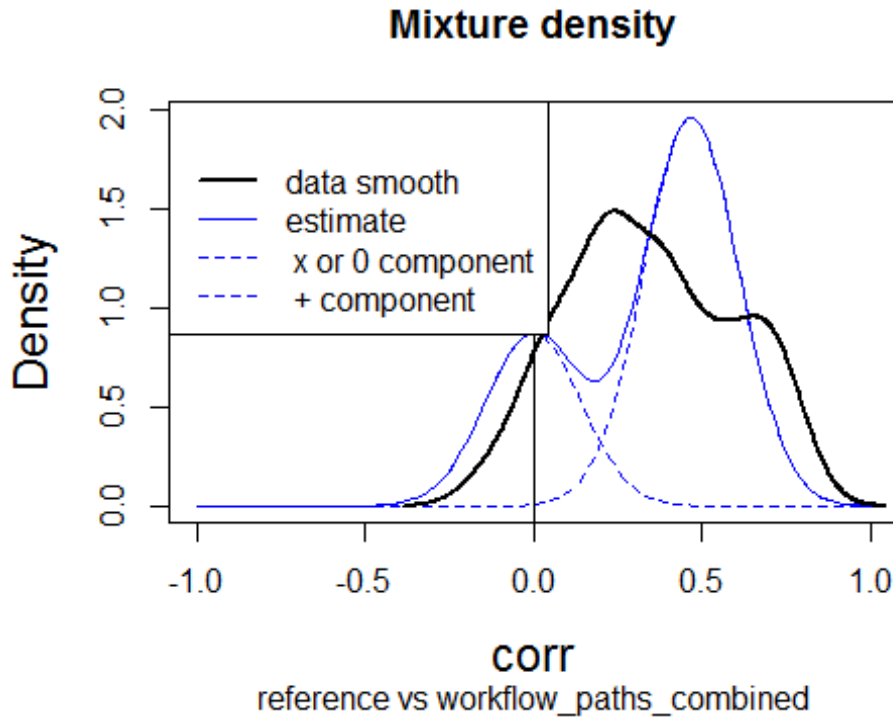 Mixture density
Density
2.0
1.5
1.0
0.5
0.0
data smooth
estimate
x or 0 component
+ component
-1.0 -0.5 0.0 0.5 1.0
corr
reference vs workflow_paths_combined